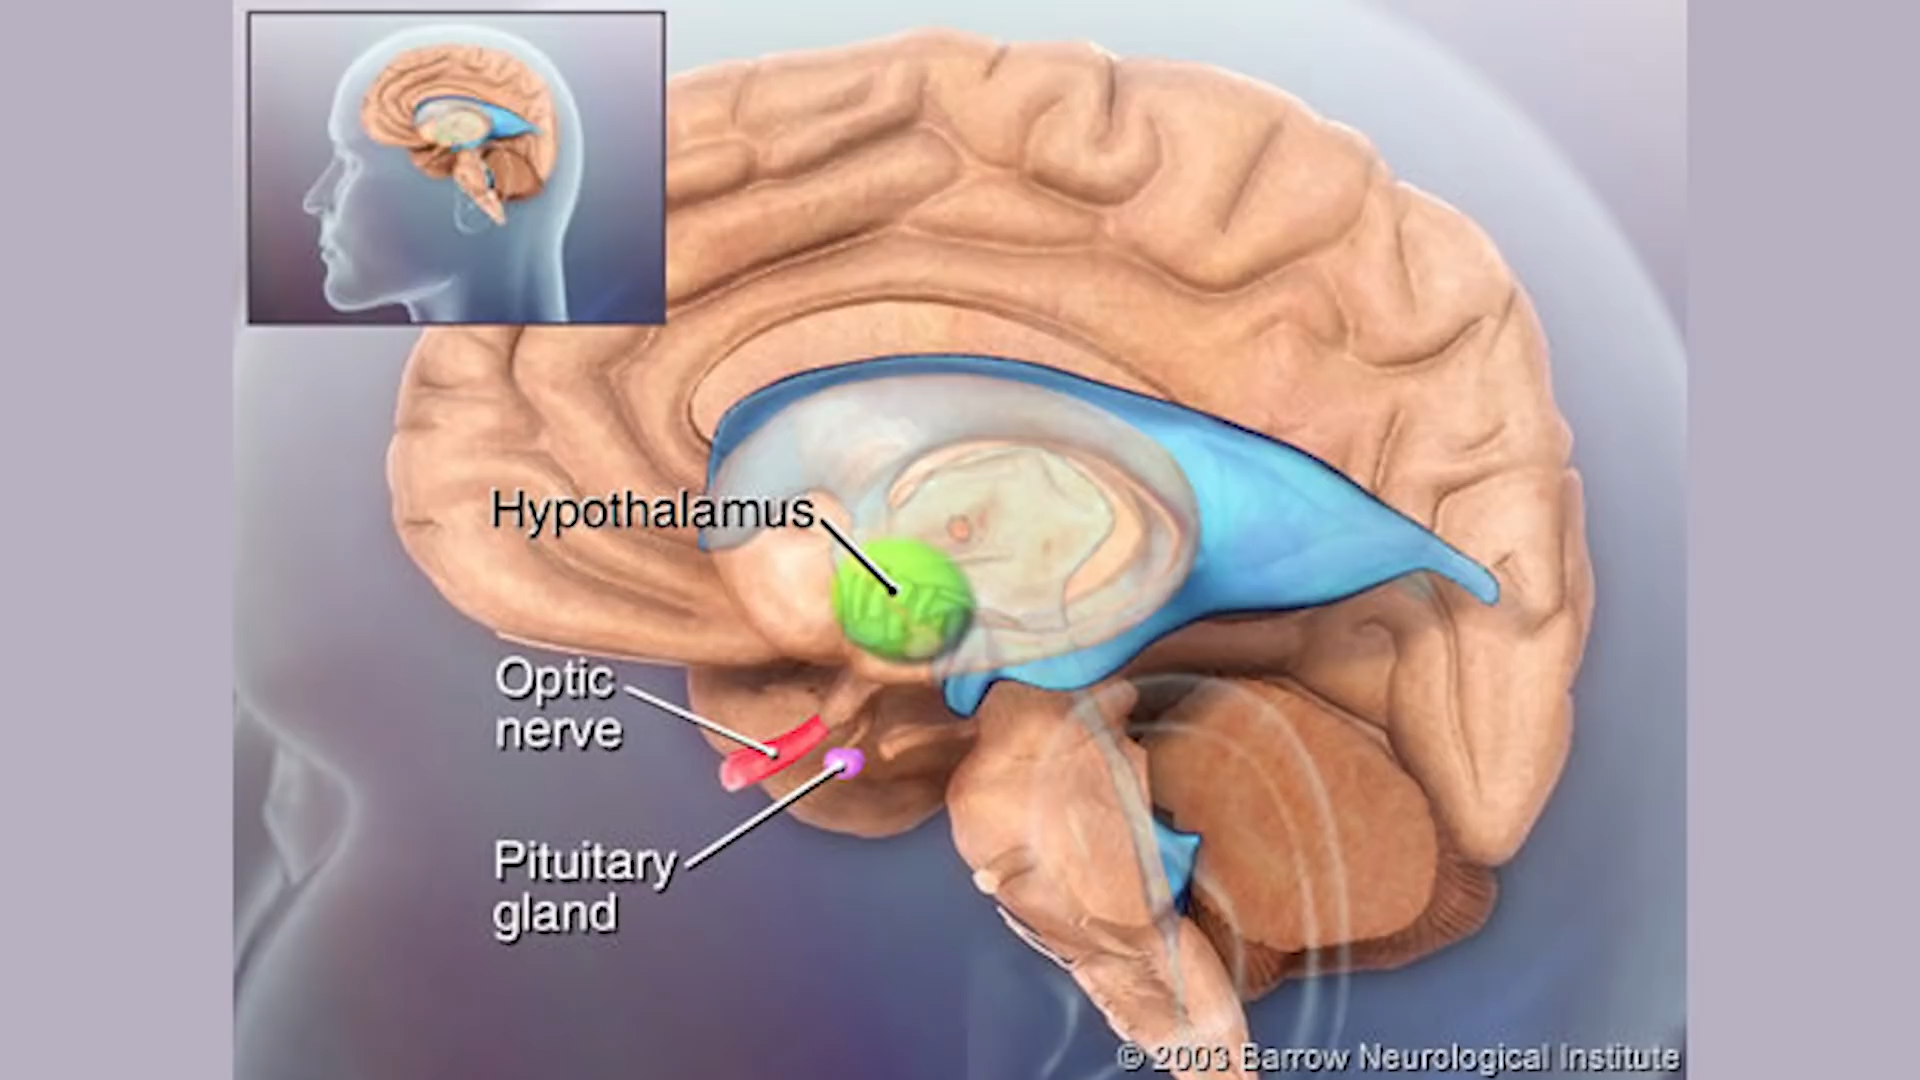 Hypothalamus
Optic
nerve
Pituitary
gland
© 2003 Barrow Neurological Institute